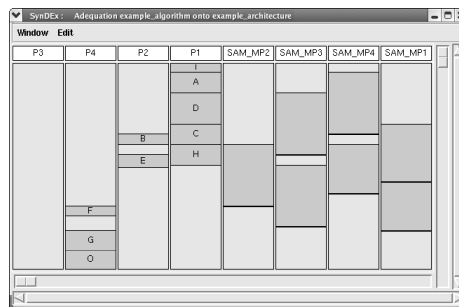 SynDEx : Adequation example_algorithm onto example_architecture
Window Edit
P3 P4 P2 P1 SAM_MP2 SAM_MP3 SAM_MP4 SAM_MP1
I
A
D
C
B
H
E
F
G
O